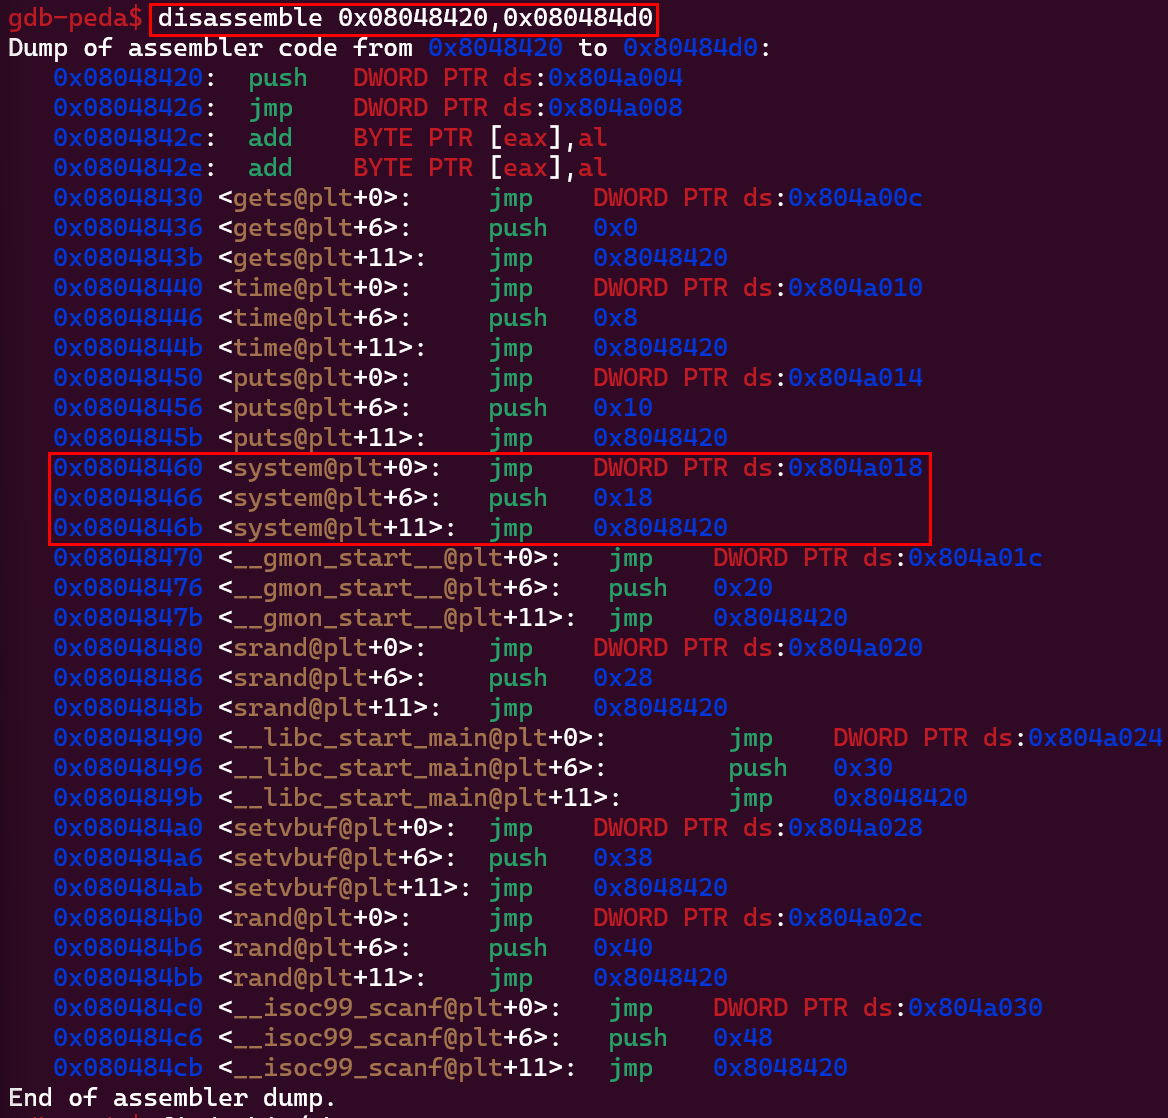 gdb-peda$ disassemble 0x08048420,0x080484d0
Dump of assembler code from 0x8048420 to 0x80484d0:
0x08048420: push DWORD PTR ds:0x804a004
0x08048426: jmp DWORD PTR ds:0x804a008
0x0804842c: add BYTE PTR [eax],al
0x0804842e: add BYTE PTR [eax],al
0x08048430 <gets@plt+0>: jmp DWORD PTR ds:0x804a00c
0x08048436 <gets@plt+6>: push 0x0
0x0804843b <gets@plt+11>: jmp 0x8048420
0x08048440 <time@plt+0>: jmp DWORD PTR ds:0x804a010
0x08048446 <time@plt+6>: push 0x8
0x0804844b <time@plt+11>: jmp 0x8048420
0x08048450 <puts@plt+0>: jmp DWORD PTR ds:0x804a014
0x08048456 <puts@plt+6>: push 0x10
0x0804845b <puts@plt+11>: jmp 0x8048420
0x08048460 <system@plt+0>: jmp DWORD PTR ds:0x804a018
0x08048466 <system@plt+6>: push 0x18
0x0804846b <system@plt+11>: jmp 0x8048420
0x08048470 <__gmon_start__@plt+0>: jmp DWORD PTR ds:0x804a01c
0x08048476 <__gmon_start__@plt+6>: push 0x20
0x0804847b <__gmon_start__@plt+11>: jmp 0x8048420
0x08048480 <srand@plt+0>: jmp DWORD PTR ds:0x804a020
0x08048486 <srand@plt+6>: push 0x28
0x0804848b <srand@plt+11>: jmp 0x8048420
0x08048490 <__libc_start_main@plt+0>: jmp DWORD PTR ds:0x804a024
0x08048496 <__libc_start_main@plt+6>: push 0x30
0x0804849b <__libc_start_main@plt+11>: jmp 0x8048420
0x080484a0 <setvbuf@plt+0>: jmp DWORD PTR ds:0x804a028
0x080484a6 <setvbuf@plt+6>: push 0x38
0x080484ab <setvbuf@plt+11>: jmp 0x8048420
0x080484b0 <rand@plt+0>: jmp DWORD PTR ds:0x804a02c
0x080484b6 <rand@plt+6>: push 0x40
0x080484bb <rand@plt+11>: jmp 0x8048420
0x080484c0 <__isoc99_scanf@plt+0>: jmp DWORD PTR ds:0x804a030
0x080484c6 <__isoc99_scanf@plt+6>: push 0x48
0x080484cb <__isoc99_scanf@plt+11>: jmp 0x8048420
End of assembler dump.